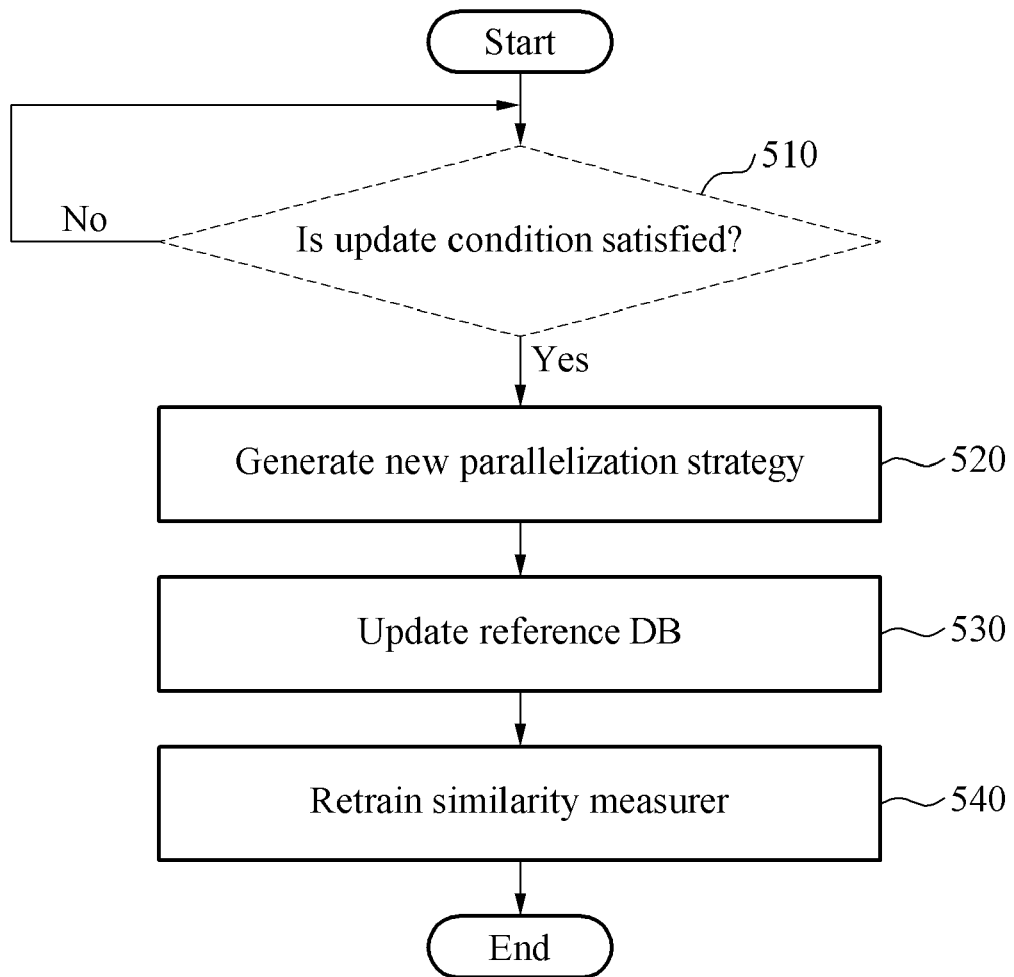 Start
510
Is update condition satisfied?
No
Yes
Generate new parallelization strategy
520
Update reference DB
530
Retrain similarity measurer
540
End